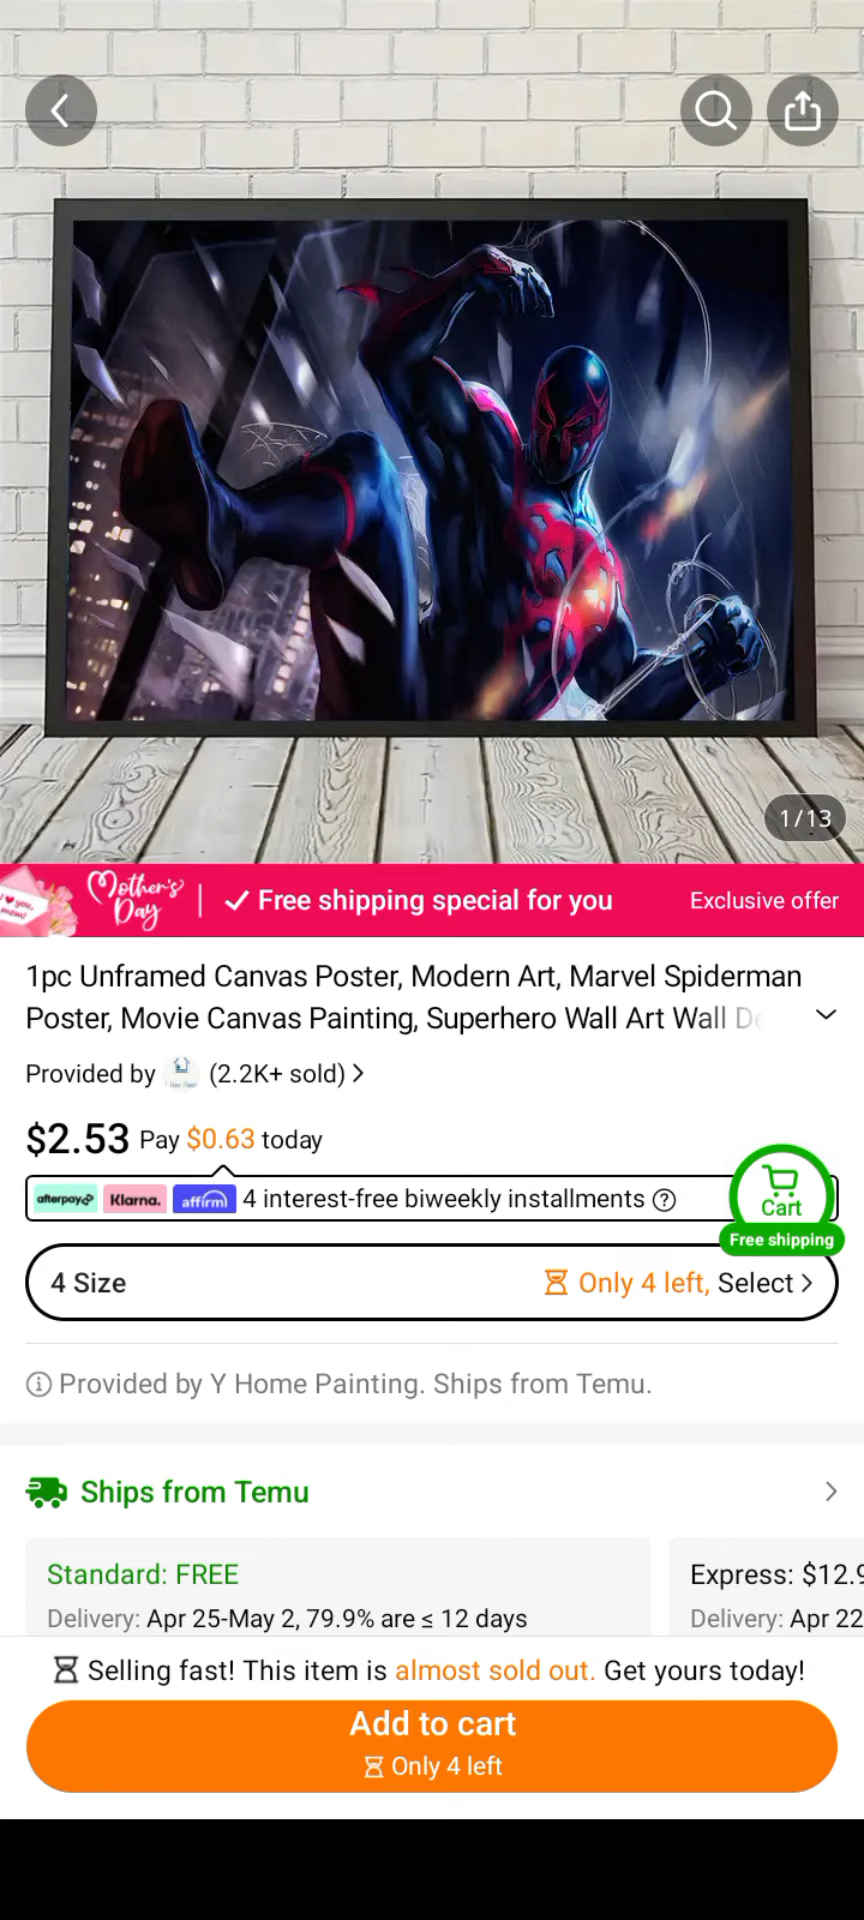 1/13
Mother's
Day
Free shipping special for you
Exclusive offer
1pc Unframed Canvas Poster, Modern Art, Marvel Spiderman
Poster, Movie Canvas Painting, Superhero Wall Art Wall De
Provided by (2.2K+ sold)
$2.53 Pay $0.63 today
afterpay Klarna. affirm 4 interest-free biweekly installments
Cart
Free shipping
4 Size
Only 4 left, Select
Provided by Y Home Painting. Ships from Temu.
Ships from Temu
Standard: FREE
Delivery: Apr 25-May 2, 79.9% are ≤ 12 days
Express: $12.9
Delivery: Apr 22
Selling fast! This item is almost sold out. Get yours today!
Add to cart
Only 4 left